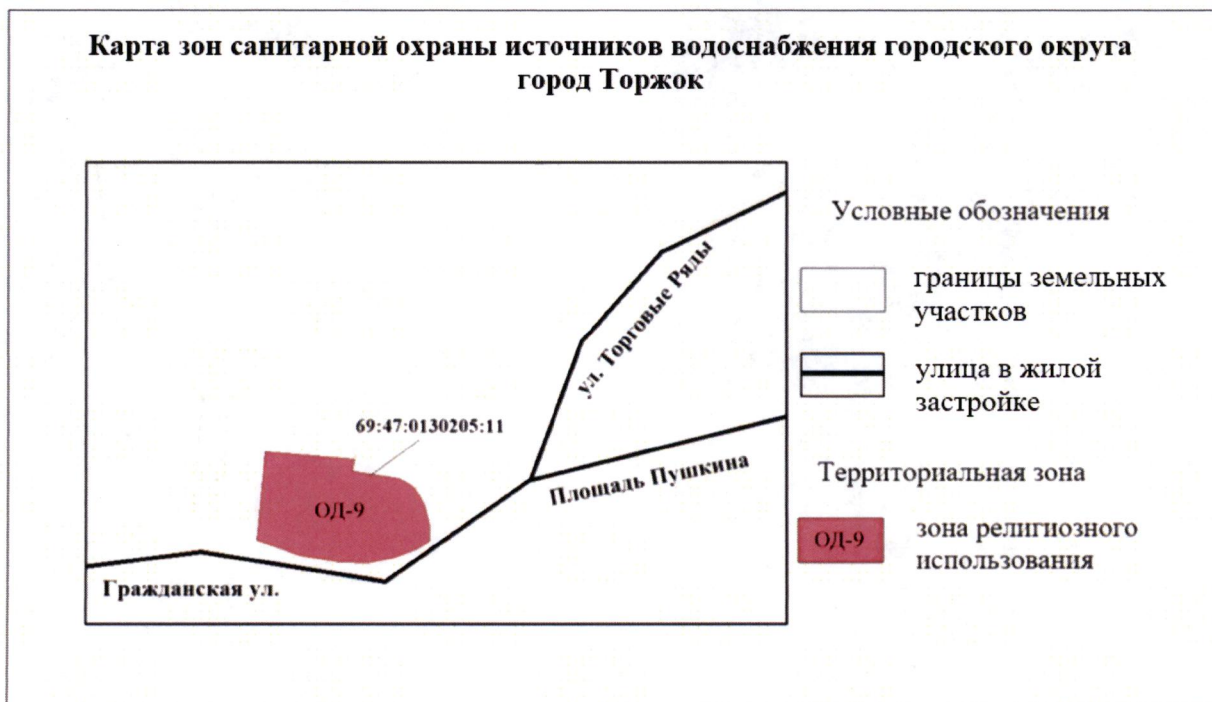 Карта зон санитарной охраны источников водоснабжения городского округа
город Торжок
Условные обозначения
границы земельных
участков
улица в жилой
застройке
Территориальная зона
ОД-9
зона религиозного
использования
ул. Торговые Ряды
69:47:0130205:11
Площадь Пушкина
ОД-9
Гражданская ул.